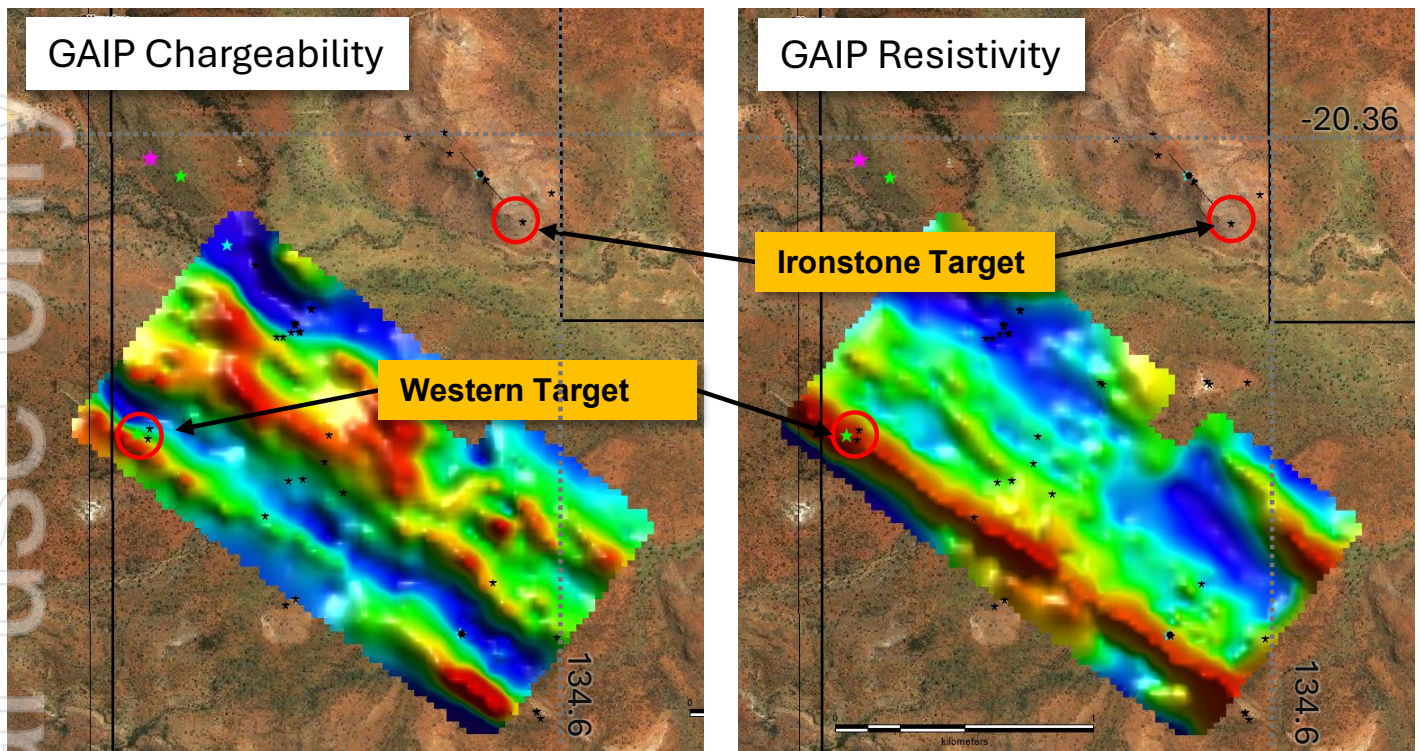 GAIP Chargeability
GAIP Resistivity
-20.36
Ironstone Target
Western Target
134.6
134.6
0
0
kilometers